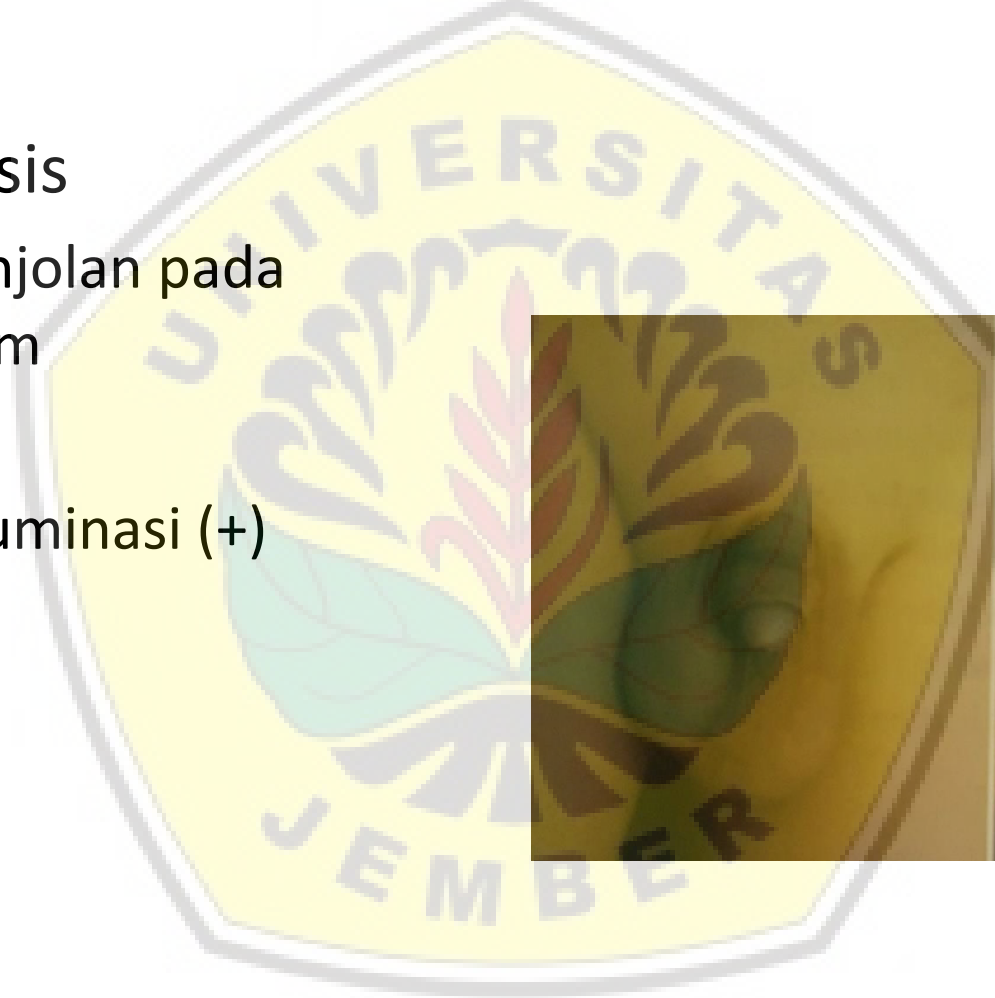 sis
njolan pada
m
uminasi (+)
UNIVERSITAS
JEMBER